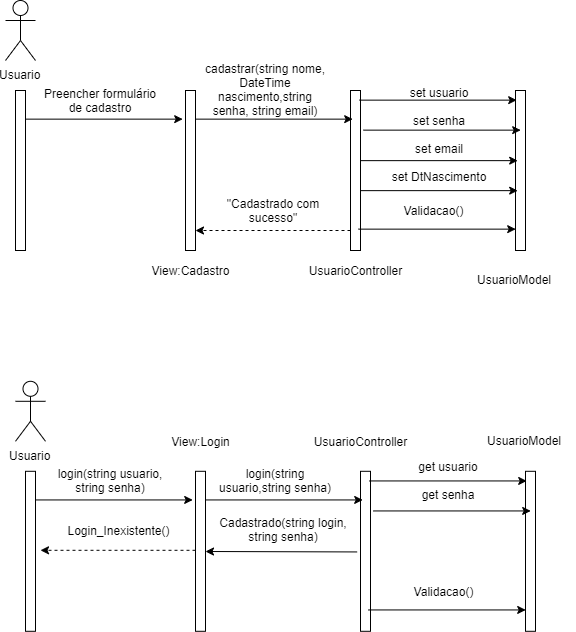 Usuario
Preencher formulário
de cadastro
cadastrar(string nome,
DateTime
nascimento,string
senha, string email)
set usuario
set senha
set email
set DtNascimento
Validacao()
"Cadastrado com
sucesso"
View:Cadastro
UsuarioController
UsuarioModel
Usuario
View:Login
UsuarioController
UsuarioModel
login(string usuario,
string senha)
login(string
usuario,string senha)
get usuario
get senha
Cadastrado(string login,
string senha)
Login_Inexistente()
Validacao()